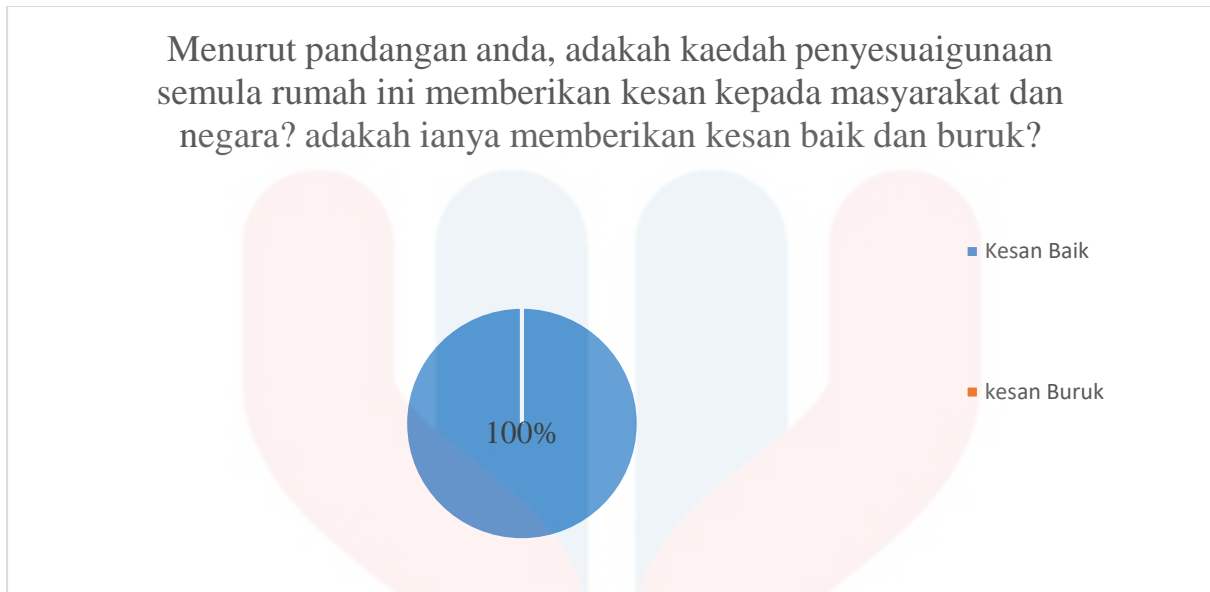 Menurut pandangan anda, adakah kaedah penyesuaigunaan
semula rumah ini memberikan kesan kepada masyarakat dan
negara? adakah ianya memberikan kesan baik dan buruk?
Kesan Baik
kesan Buruk
100%